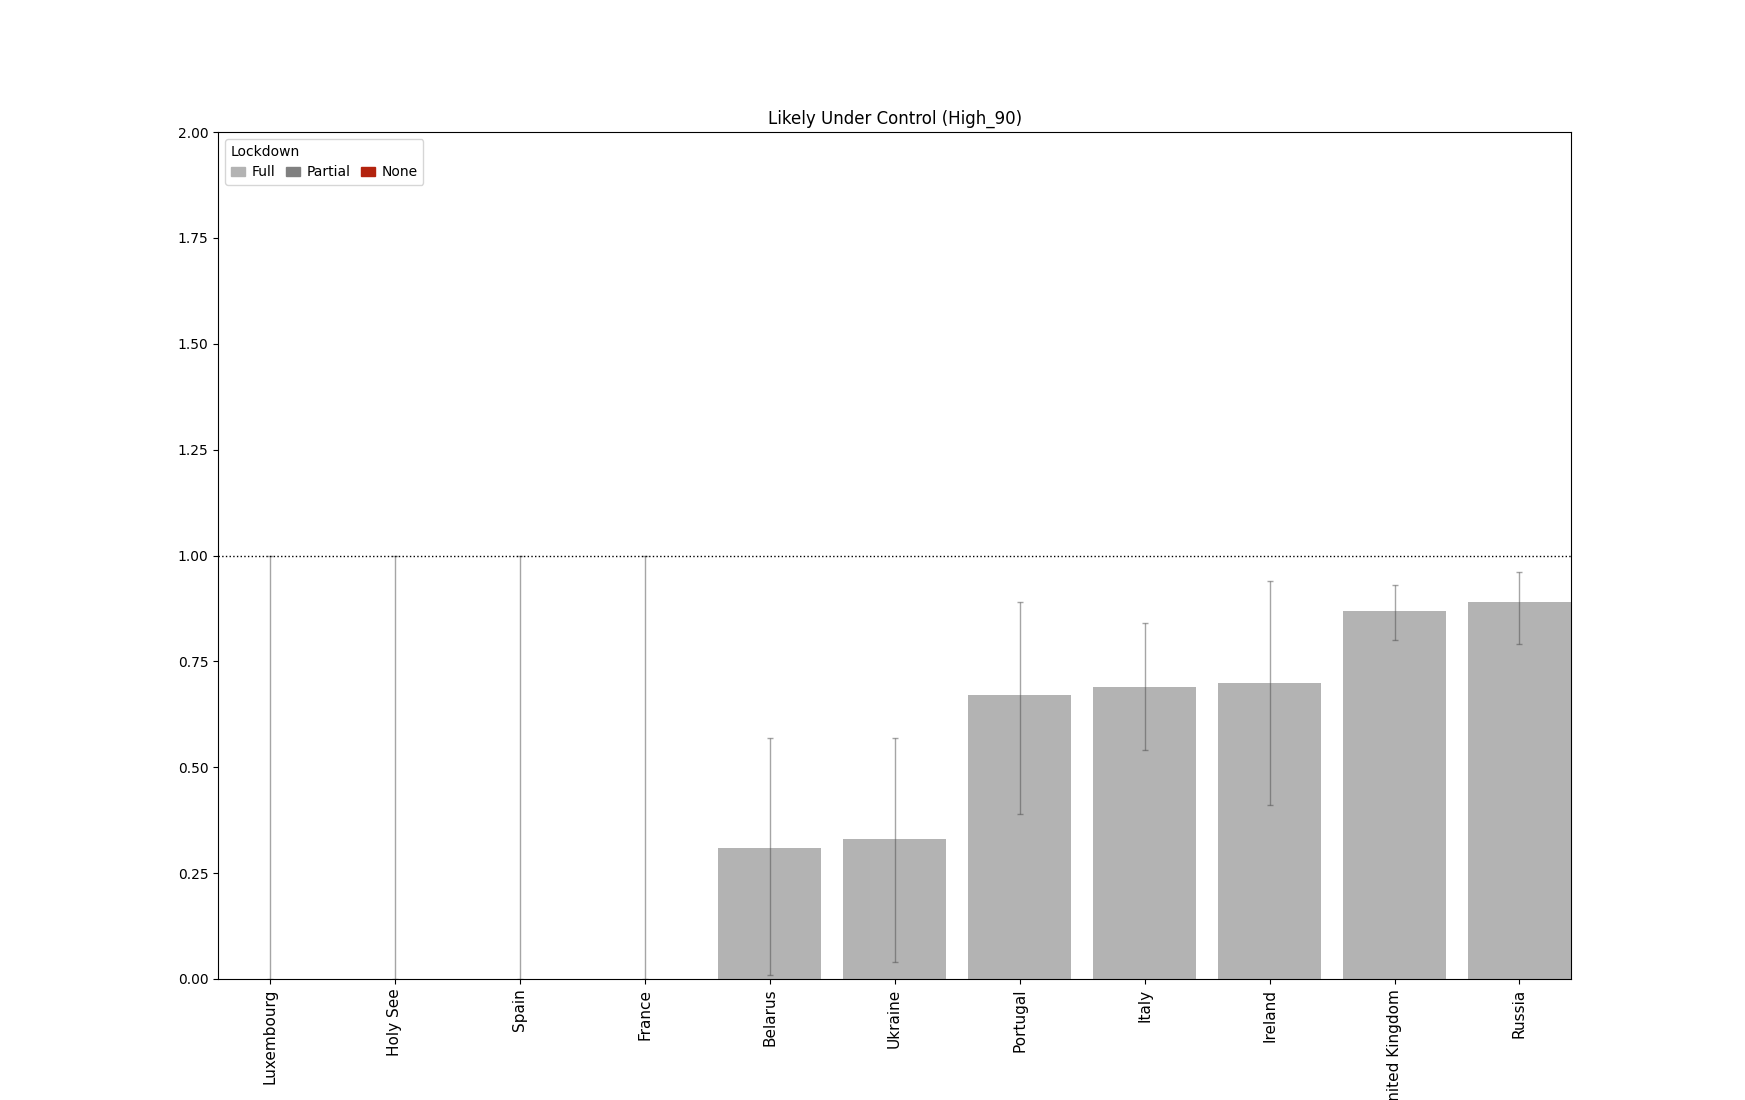 Likely Under Control (High_90)
Lockdown
Full Partial None
2.00
1.75
1.50
1.25
1.00
0.75
0.50
0.25
0.00
Luxembourg
Holy See
Spain
France
Belarus
Ukraine
Portugal
Italy
Ireland
nited Kingdom
Russia